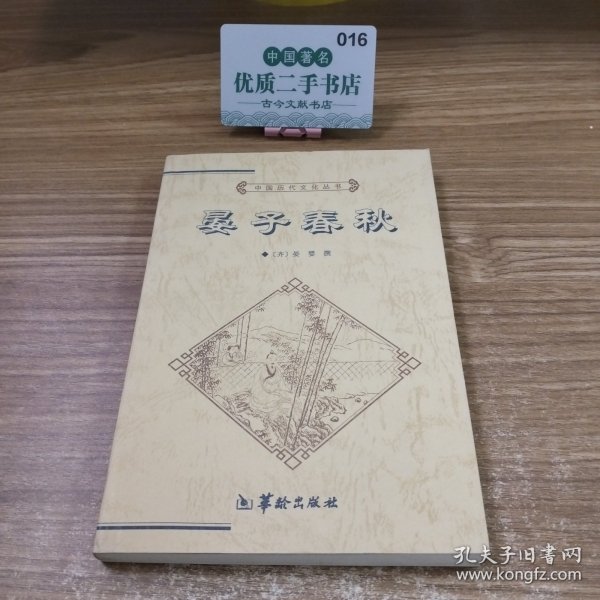 016
中国著名
优质二手书店
古今文献书店
中国历代文化丛书
晏子春秋
◆〔齐〕晏婴 撰
华龄出版社
孔夫子旧书网
www.kongfz.com